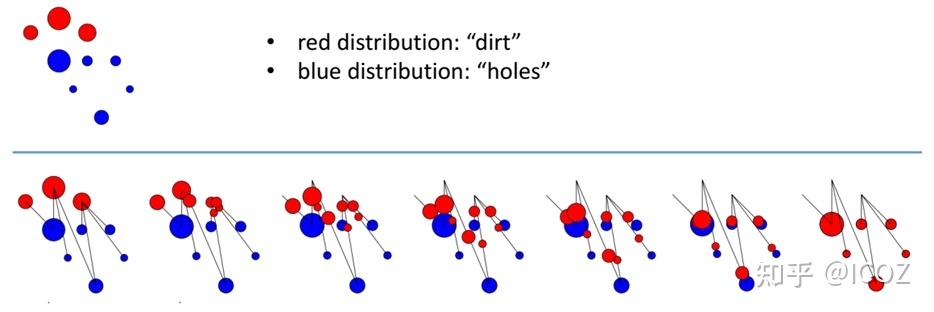 • red distribution: “dirt”
• blue distribution: “holes”
知乎 @ICOZ